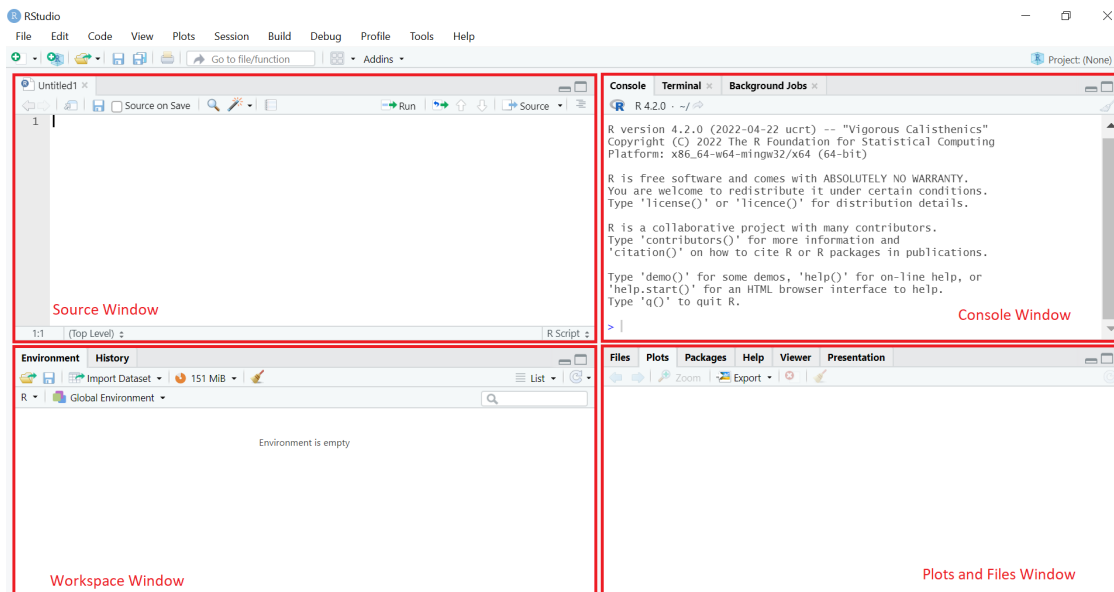 RStudio
File Edit Code View Plots Session Build Debug Profile Tools Help
Go to file/function Addins Project: (None)
Untitled1
Source on Save Run Source
1
Source Window
1:1 (Top Level) R Script
Console Terminal Background Jobs
R 4.2.0 · ~/
R version 4.2.0 (2022-04-22 ucrt) -- "Vigorous Calisthenics"
Copyright (C) 2022 The R Foundation for Statistical Computing
Platform: x86_64-w64-mingw32/x64 (64-bit)
R is free software and comes with ABSOLUTELY NO WARRANTY.
You are welcome to redistribute it under certain conditions.
Type 'license()' or 'licence()' for distribution details.
R is a collaborative project with many contributors.
Type 'contributors()' for more information and
'citation()' on how to cite R or R packages in publications.
Type 'demo()' for some demos, 'help()' for on-line help, or
'help.start()' for an HTML browser interface to help.
Type 'q()' to quit R.
>
Console Window
Environment History
Import Dataset 151 MiB List
R Global Environment
Environment is empty
Workspace Window
Files Plots Packages Help Viewer Presentation
Zoom Export
Plots and Files Window